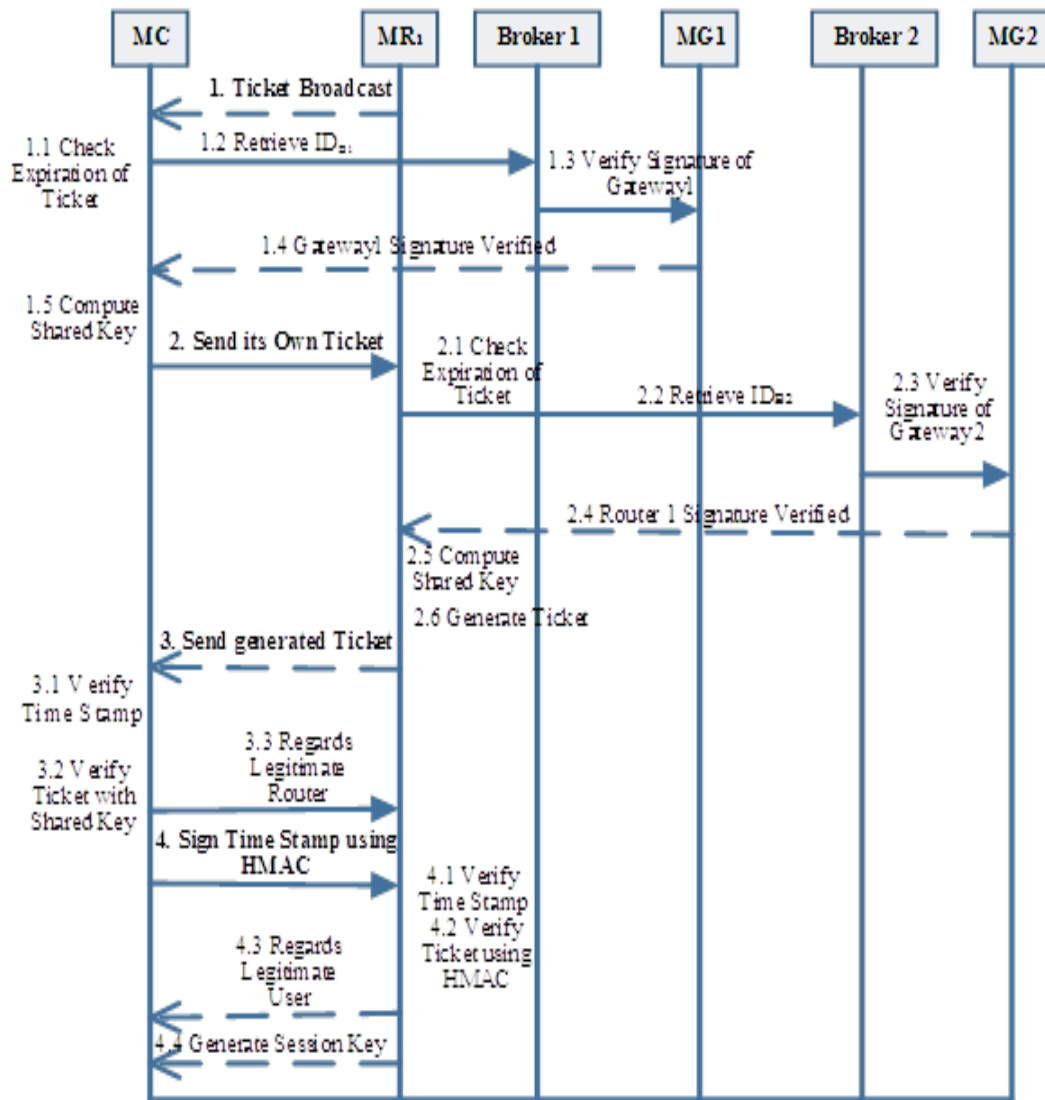 MC
MR₁
Broker 1
MG1
Broker 2
MG2
1. Ticket Broadcast
1.1 Check
Expiration of
Ticket
1.2 Retrieve ID
1.3 Verify Signature of
Gateway1
1.4 Gateway1 Signature Verified
1.5 Compute
Shared Key
2. Send its Own Ticket
2.1 Check
Expiration of
Ticket
2.2 Retrieve ID
2.3 Verify
Signature of
Gateway2
2.4 Router 1 Signature Verified
2.5 Compute
Shared Key
2.6 Generate Ticket
3. Send generated Ticket
3.1 Verify
Time Stamp
3.2 Verify
Ticket with
Shared Key
3.3 Regards
Legitimate
Router
4. Sign Time Stamp using
HMAC
4.1 Verify
Time Stamp
4.2 Verify
Ticket using
HMAC
4.3 Regards
Legitimate
User
4.4 Generate Session Key